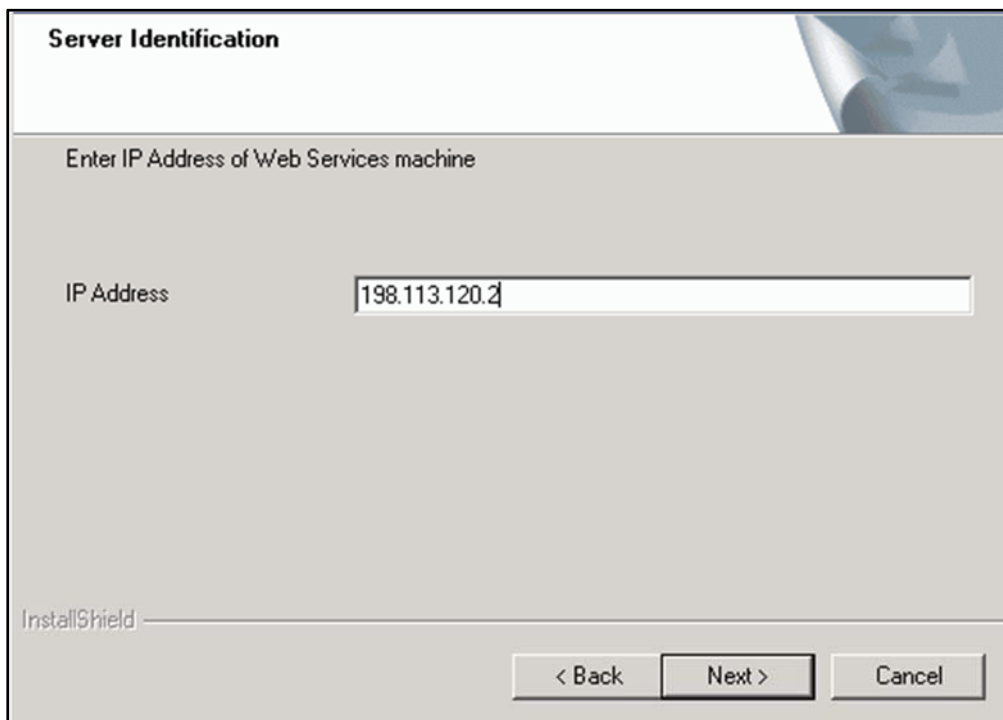 Server Identification
Enter IP Address of Web Services machine
IP Address 198.113.120.2
InstallShield
< Back Next > Cancel